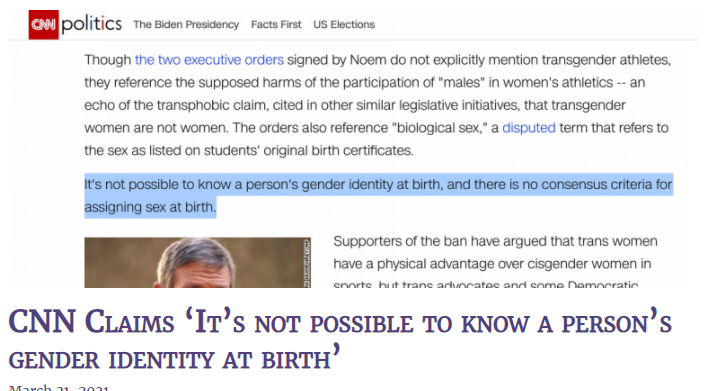 CNN politics The Biden Presidency Facts First US Elections
Though the two executive orders signed by Noem do not explicitly mention transgender athletes,
they reference the supposed harms of the participation of "males" in women's athletics -- an
echo of the transphobic claim, cited in other similar legislative initiatives, that transgender
women are not women. The orders also reference "biological sex," a disputed term that refers to
the sex as listed on students' original birth certificates.
It's not possible to know a person's gender identity at birth, and there is no consensus criteria for
assigning sex at birth.
Supporters of the ban have argued that trans women
have a physical advantage over cisgender women in
sports, but trans advocates and some Democratic
CNN Claims ‘It’s not possible to know a person’s
gender identity at birth’
March 31, 2021